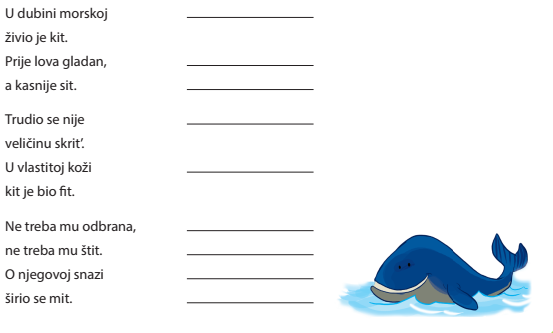 U dubini morskoj
živio je kit.
Prije lova gladan,
a kasnije sit.
Trudio se nije
veličinu skrit’.
U vlastitoj koži
kit je bio fit.
Ne treba mu odbrana,
ne treba mu štit.
O njegovoj snazi
širio se mit.